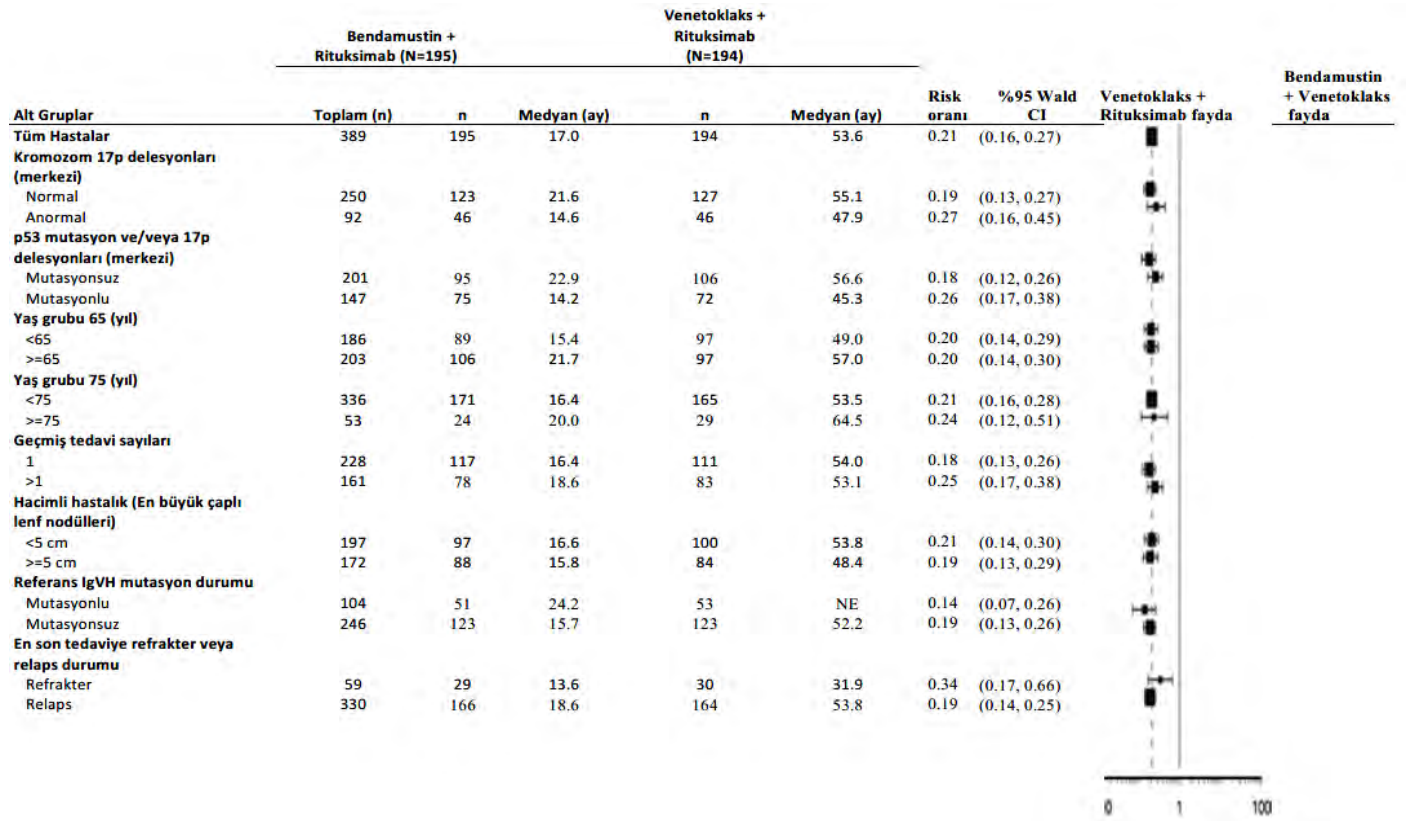 Bendamustin +
Rituksimab (N=195)
Venetoklaks +
Rituksimab
(N=194)
Alt Gruplar Toplam (n) n Medyan (ay) n Medyan (ay) Risk oranı %95 Wald CI Venetoklaks + Rituksimab fayda Bendamustin + Venetoklaks fayda
Tüm Hastalar 389 195 17.0 194 53.6 0.21 (0.16, 0.27)
Kromozom 17p delesyonları
(merkezi)
Normal 250 123 21.6 127 55.1 0.19 (0.13, 0.27)
Anormal 92 46 14.6 46 47.9 0.27 (0.16, 0.45)
p53 mutasyon ve/veya 17p
delesyonları (merkezi)
Mutasyonsuz 201 95 22.9 106 56.6 0.18 (0.12, 0.26)
Mutasyonlu 147 75 14.2 72 45.3 0.26 (0.17, 0.38)
Yaş grubu 65 (yıl)
<65 186 89 15.4 97 49.0 0.20 (0.14, 0.29)
>=65 203 106 21.7 97 57.0 0.20 (0.14, 0.30)
Yaş grubu 75 (yıl)
<75 336 171 16.4 165 53.5 0.21 (0.16, 0.28)
>=75 53 24 20.0 29 64.5 0.24 (0.12, 0.51)
Geçmiş tedavi sayıları
1 228 117 16.4 111 54.0 0.18 (0.13, 0.26)
>1 161 78 18.6 83 53.1 0.25 (0.17, 0.38)
Hacimli hastalık (En büyük çaplı
lenf nodülleri)
<5 cm 197 97 16.6 100 53.8 0.21 (0.14, 0.30)
>=5 cm 172 88 15.8 84 48.4 0.19 (0.13, 0.29)
Referans IgVH mutasyon durumu
Mutasyonlu 104 51 24.2 53 NE 0.14 (0.07, 0.26)
Mutasyonsuz 246 123 15.7 123 52.2 0.19 (0.13, 0.26)
En son tedaviye refrakter veya
relaps durumu
Refrakter 59 29 13.6 30 31.9 0.34 (0.17, 0.66)
Relaps 330 166 18.6 164 53.8 0.19 (0.14, 0.25)
0 1 100